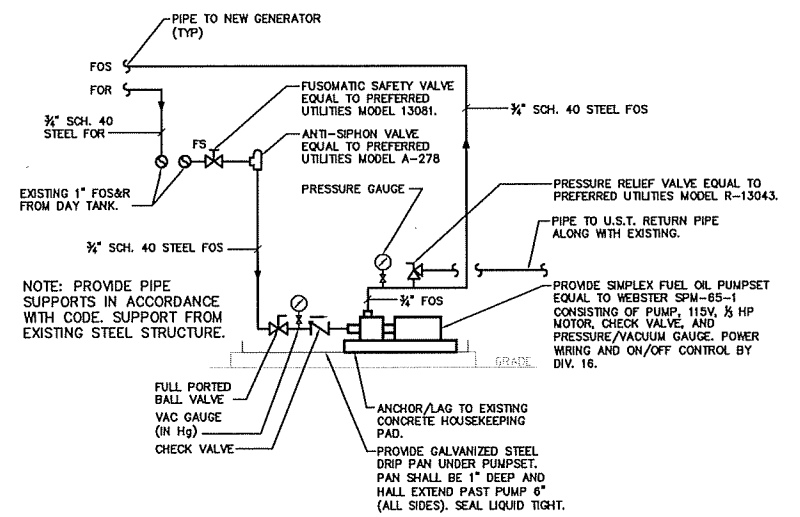 PIPE TO NEW GENERATOR
(TYP)
FOS
FOR
FUSOMATIC SAFETY VALVE
EQUAL TO PREFERRED
UTILITIES MODEL 13081.
¾" SCH. 40 STEEL FOS
¾" SCH. 40
STEEL FOR
FS
ANTI-SIPHON VALVE
EQUAL TO PREFERRED
UTILITIES MODEL A-278
EXISTING 1" FOS&R
FROM DAY TANK.
PRESSURE GAUGE
PRESSURE RELIEF VALVE EQUAL TO
PREFERRED UTILITIES MODEL R-13043.
PIPE TO U.S.T. RETURN PIPE
ALONG WITH EXISTING.
¾" SCH. 40 STEEL FOS
NOTE: PROVIDE PIPE
SUPPORTS IN ACCORDANCE
WITH CODE. SUPPORT FROM
EXISTING STEEL STRUCTURE.
¾" FOS
PROVIDE SIMPLEX FUEL OIL PUMPSET
EQUAL TO WEBSTER SPM-65-1
CONSISTING OF PUMP, 115V, ⅓ HP
MOTOR, CHECK VALVE, AND
PRESSURE/VACUUM GAUGE. POWER
WIRING AND ON/OFF CONTROL BY
DIV. 16.
GRADE
FULL PORTED
BALL VALVE
VAC GAUGE
(IN Hg)
CHECK VALVE
ANCHOR/LAG TO EXISTING
CONCRETE HOUSEKEEPING
PAD.
PROVIDE GALVANIZED STEEL
DRIP PAN UNDER PUMPSET.
PAN SHALL BE 1" DEEP AND
HALL EXTEND PAST PUMP 6"
(ALL SIDES). SEAL LIQUID TIGHT.